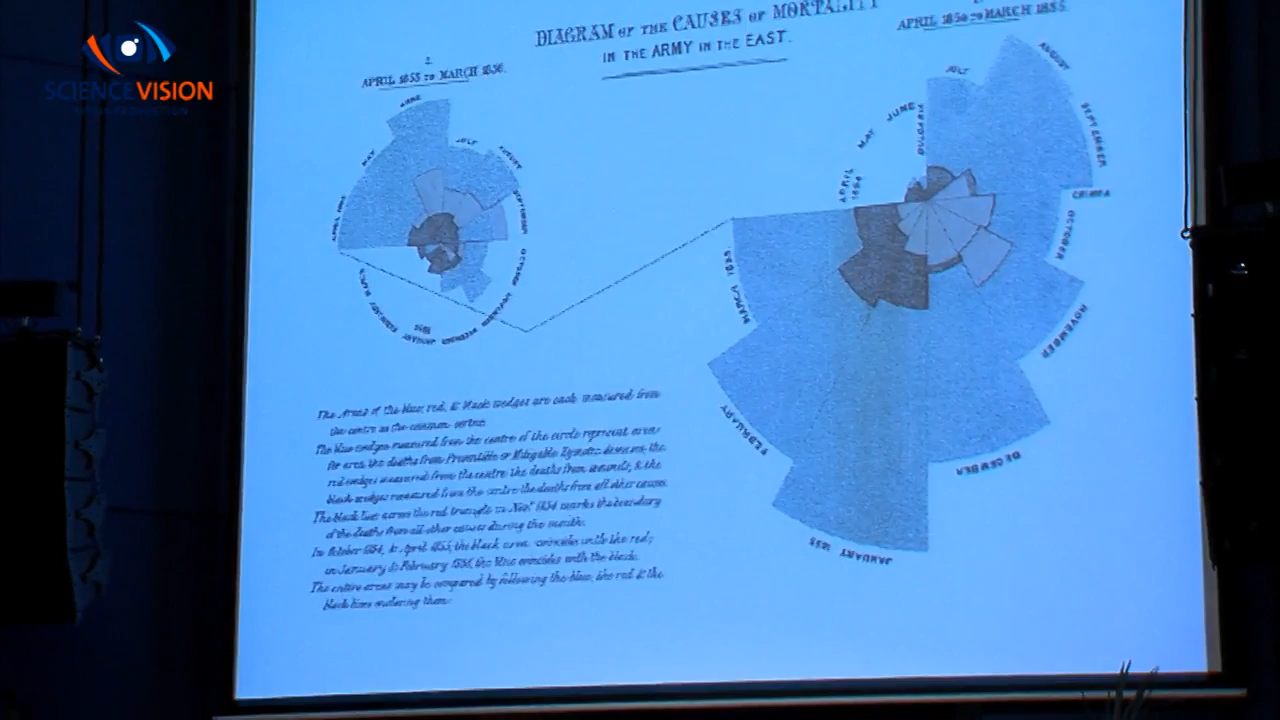 SCIENCEVISION
DIAGRAM OF THE CAUSES OF MORTALITY
IN THE ARMY IN THE EAST.
2.
APRIL 1855 TO MARCH 1856.
APRIL 1854 TO MARCH 1855.
JUNE
JULY
AUGUST
MAY
SEPTEMBER
APRIL 1855
OCTOBER
NOVEMBER
DECEMBER
1856
JANUARY
FEBRUARY
MARCH
JULY
AUGUST
JUNE
BULGARIA
MAY
SEPTEMBER
APRIL
1854
CRIMEA
OCTOBER
MARCH 1855
NOVEMBER
FEBRUARY
DECEMBER
JANUARY 1855
The Areas of the blue, red, & black wedges are each measured from
the centre as the common vertex.
The blue wedges measured from the centre of the circle represent area
for area the deaths from Preventible or Mitigable Zymotic diseases; the
red wedges measured from the centre the deaths from wounds; & the
black wedges measured from the centre the deaths from all other causes.
The black line across the red triangle in Novr. 1854 marks the boundary
of the deaths from all other causes during the month.
In October 1854, & April 1855, the black area coincides with the red;
in January & February 1856, the blue coincides with the black.
The entire areas may be compared by following the blue, the red & the
black lines enclosing them.